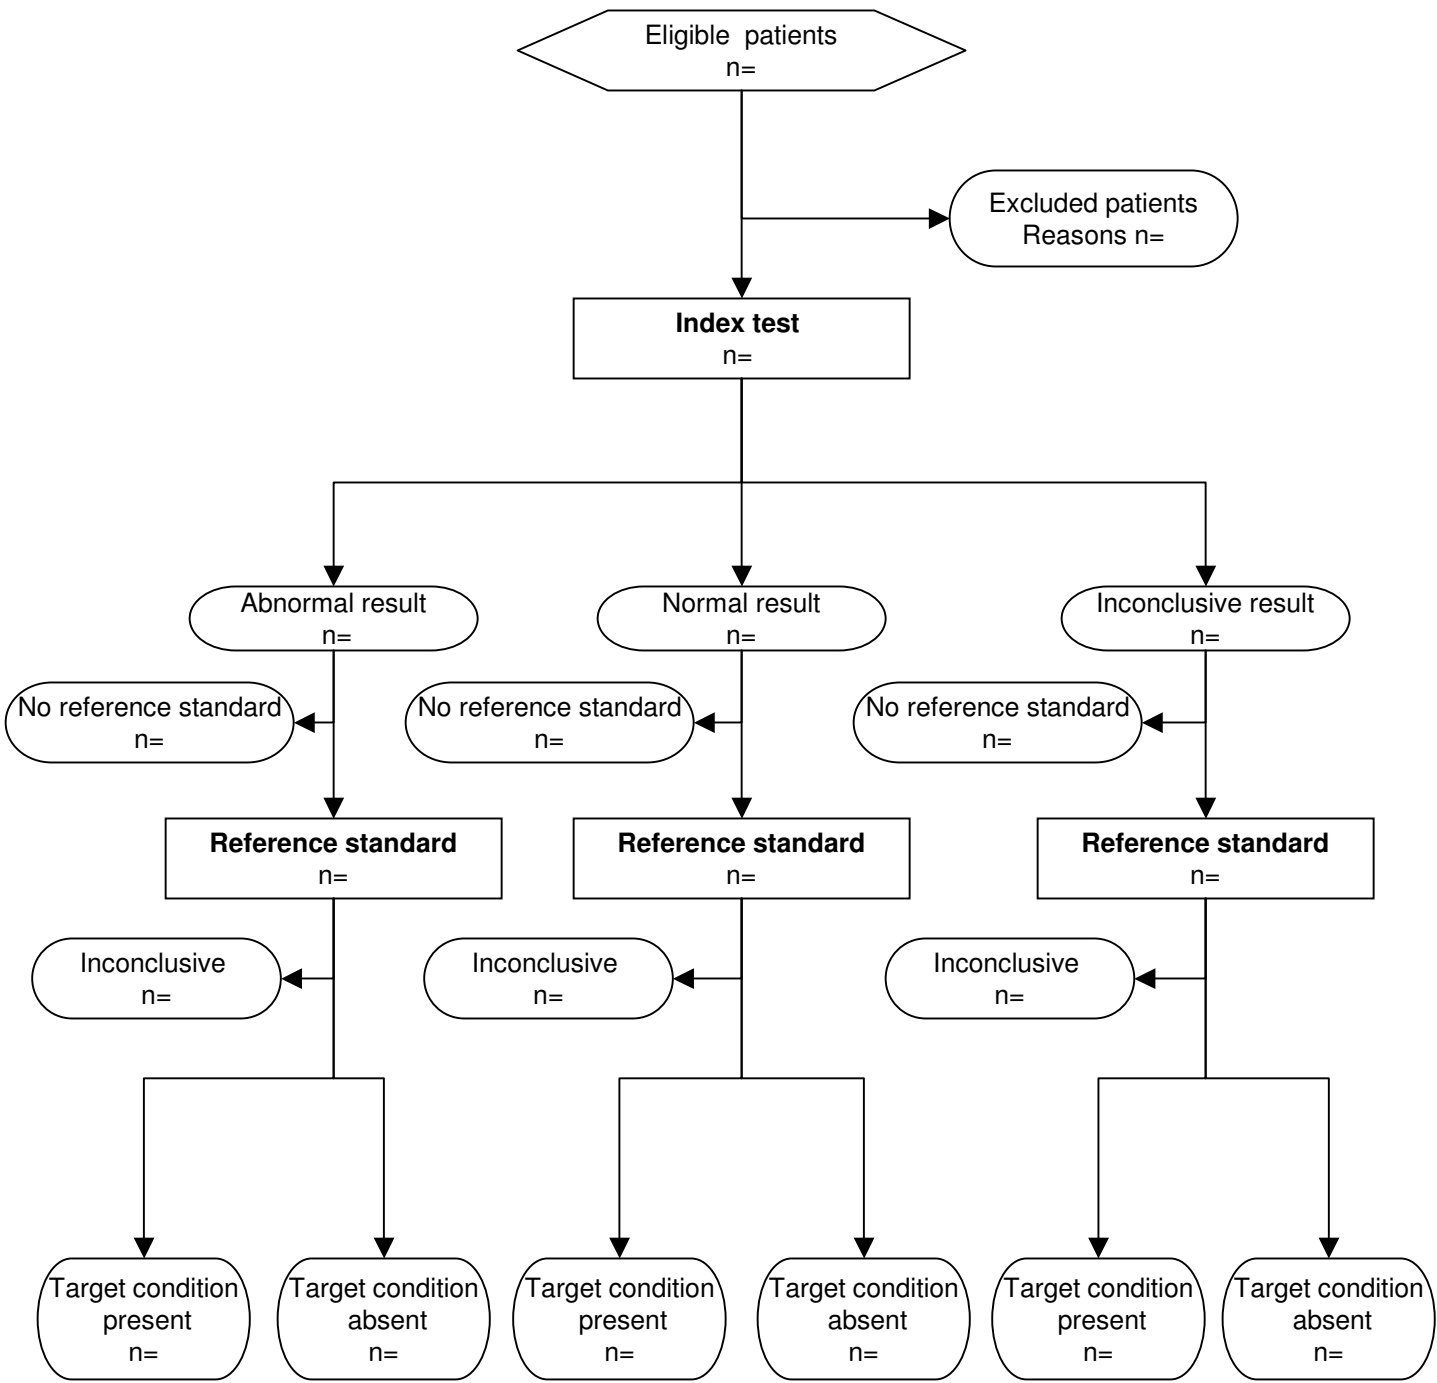 Eligible patients
n=
Excluded patients
Reasons n=
Index test
n=
Abnormal result
n=
Normal result
n=
Inconclusive result
n=
No reference standard
n=
No reference standard
n=
No reference standard
n=
Reference standard
n=
Reference standard
n=
Reference standard
n=
Inconclusive
n=
Inconclusive
n=
Inconclusive
n=
Target condition
present
n=
Target condition
absent
n=
Target condition
present
n=
Target condition
absent
n=
Target condition
present
n=
Target condition
absent
n=